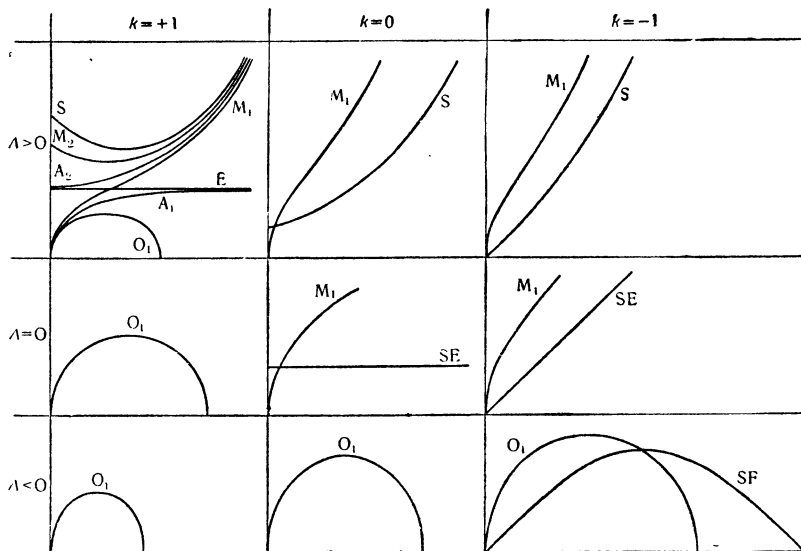 k=+1 k=0 k=-1
Λ>0
S
M₂
A₂
M₁
E
A₁
O₁
M₁
S
M₁
S
Λ=0
O₁
M₁
SE
M₁
SE
Λ<0
O₁
O₁
O₁
SF